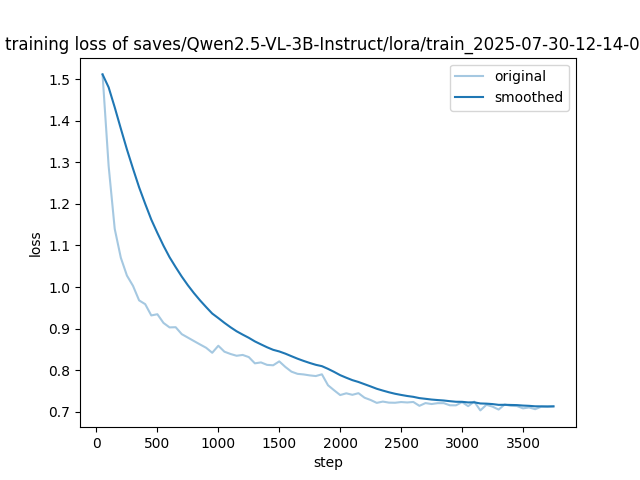 training loss of saves/Qwen2.5-VL-3B-Instruct/lora/train_2025-07-30-12-14-0
original
smoothed
1.5
1.4
1.3
1.2
1.1
1.0
0.9
0.8
0.7
loss
0 500 1000 1500 2000 2500 3000 3500
step